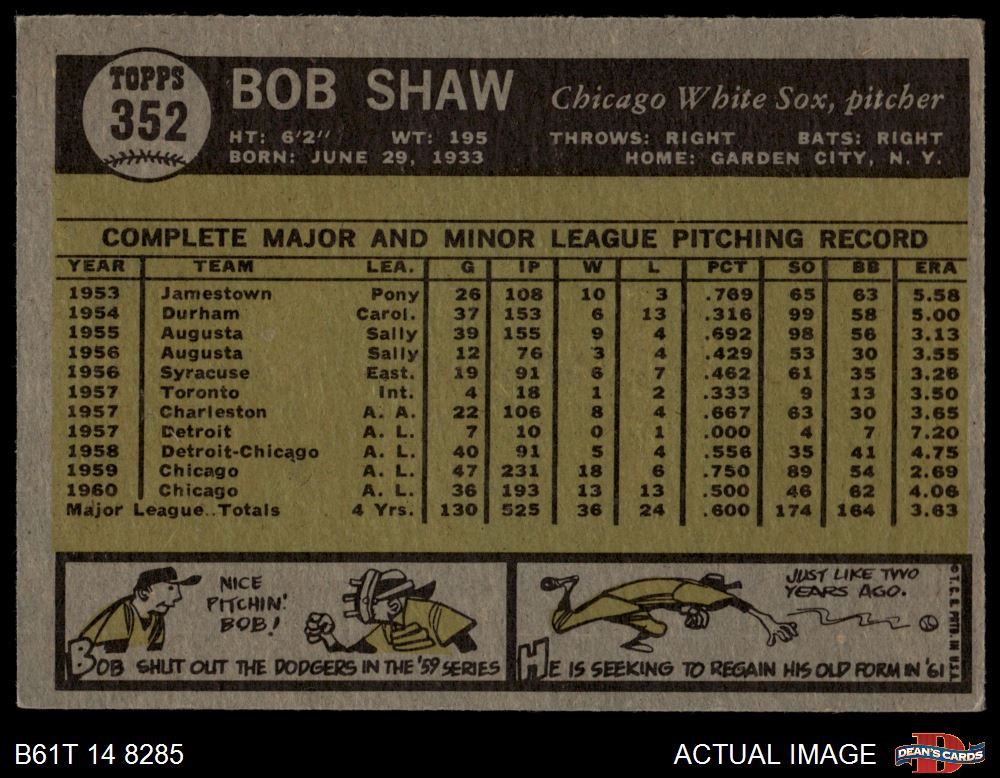 TOPPS
352
BOB SHAW Chicago White Sox, pitcher
HT: 6'2" WT: 195 THROWS: RIGHT BATS: RIGHT
BORN: JUNE 29, 1933 HOME: GARDEN CITY, N. Y.
COMPLETE MAJOR AND MINOR LEAGUE PITCHING RECORD
YEAR TEAM LEA. G IP W L PCT SO BB ERA
1953 Jamestown Pony 26 108 10 3 .769 65 63 5.58
1954 Durham Carol. 37 153 6 13 .316 99 58 5.00
1955 Augusta Sally 39 155 9 4 .692 98 56 3.13
1956 Augusta Sally 12 76 3 4 .429 53 30 3.55
1956 Syracuse East. 19 91 6 7 .462 61 35 3.26
1957 Toronto Int. 4 18 1 2 .333 9 13 3.50
1957 Charleston A. A. 22 106 8 4 .667 63 30 3.65
1957 Detroit A. L. 7 10 0 1 .000 4 7 7.20
1958 Detroit-Chicago A. L. 40 91 5 4 .556 35 41 4.75
1959 Chicago A. L. 47 231 18 6 .750 89 54 2.69
1960 Chicago A. L. 36 193 13 13 .500 46 62 4.06
Major League..Totals 4 Yrs. 130 525 36 24 .600 174 164 3.63
NICE
PITCHIN'
BOB!
BOB SHUT OUT THE DODGERS IN THE '59 SERIES
JUST LIKE TWO
YEARS AGO.
HE IS SEEKING TO REGAIN HIS OLD FORM IN '61
©T.C.G. PRTD. IN U.S.A.
B61T 14 8285
ACTUAL IMAGE
DEAN'S CARDS